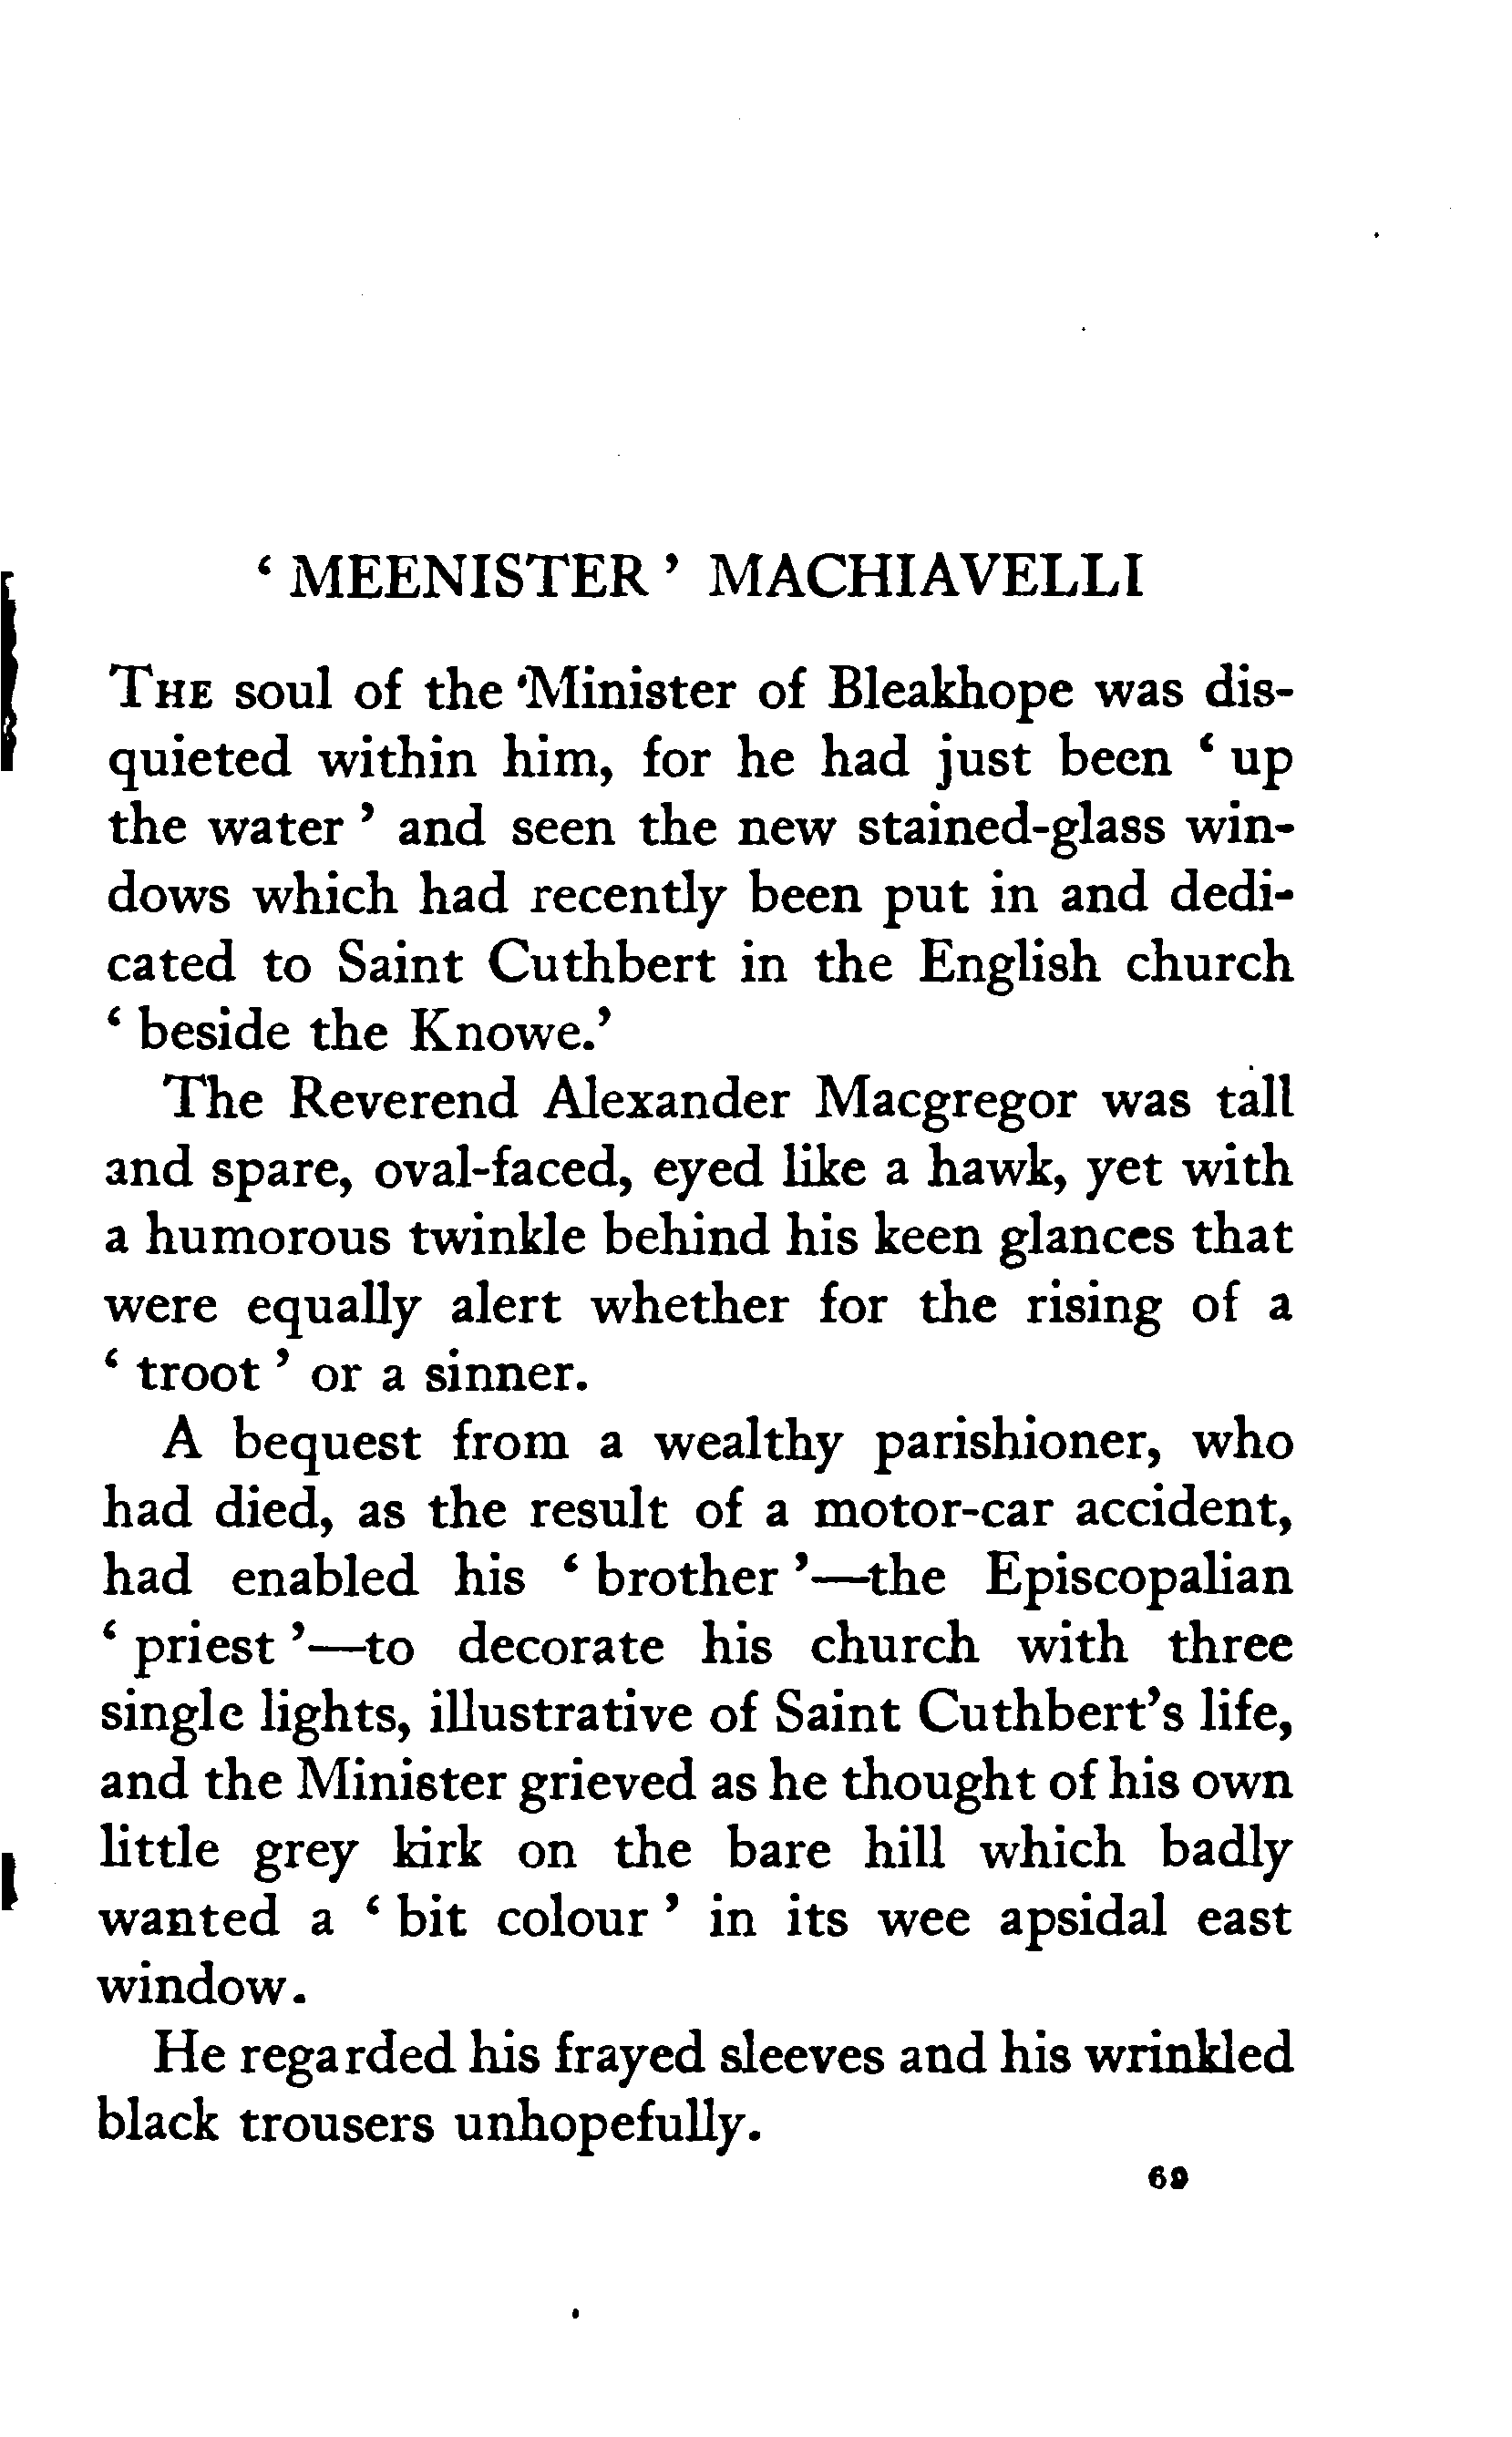 ‘ MEENISTER ’ MACHIAVELLI
THE soul of the Minister of Bleakhope was dis-
quieted within him, for he had just been ‘ up
the water ’ and seen the new stained-glass win-
dows which had recently been put in and dedi-
cated to Saint Cuthbert in the English church
‘ beside the Knowe.’
The Reverend Alexander Macgregor was tall
and spare, oval-faced, eyed like a hawk, yet with
a humorous twinkle behind his keen glances that
were equally alert whether for the rising of a
‘ troot ’ or a sinner.
A bequest from a wealthy parishioner, who
had died, as the result of a motor-car accident,
had enabled his ‘ brother ’—the Episcopalian
‘ priest ’—to decorate his church with three
single lights, illustrative of Saint Cuthbert’s life,
and the Minister grieved as he thought of his own
little grey kirk on the bare hill which badly
wanted a ‘ bit colour ’ in its wee apsidal east
window.
He regarded his frayed sleeves and his wrinkled
black trousers unhopefully.
69